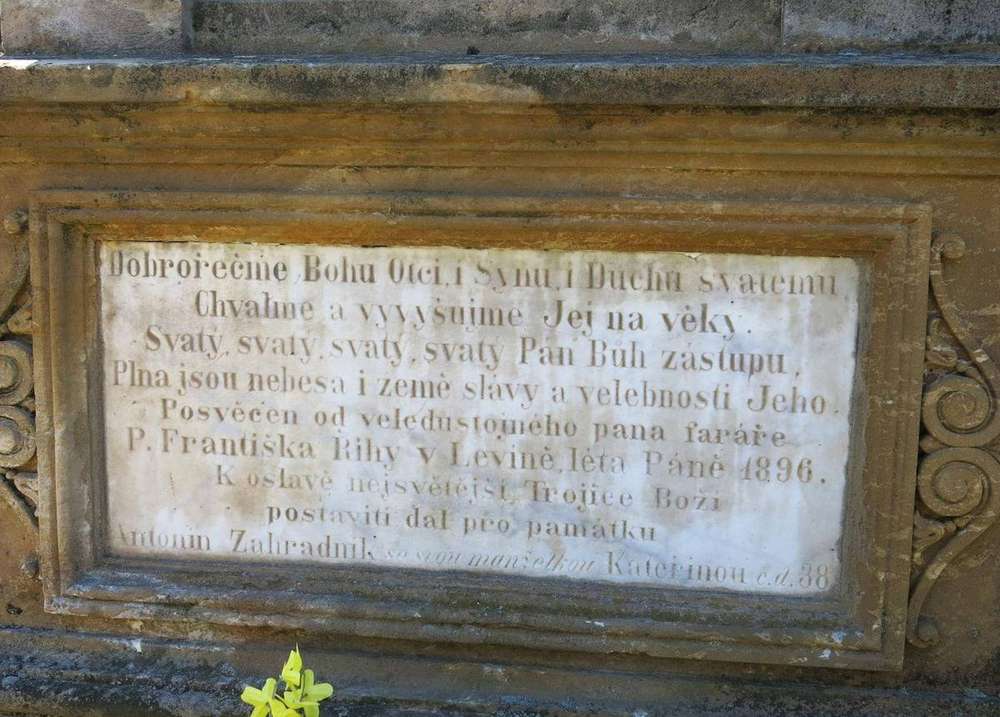 Dobrořečme Bohu Otci, i Synu, i Duchu svatému
Chvalme a vyvyšujme Jej na věky.
Svatý, svatý, svatý, svatý Pán Bůh zástupů,
Plna jsou nebesa i země slávy a velebnosti Jeho.
Posvěcen od veledůstojného pana faráře
P. Františka Řihy v Levíně, léta Páně 1896.
K oslavě nejsvětější Trojice Boží
postaviti dal pro památku
Antonín Zahradník se svou manželkou Kateřinou č.d. 38